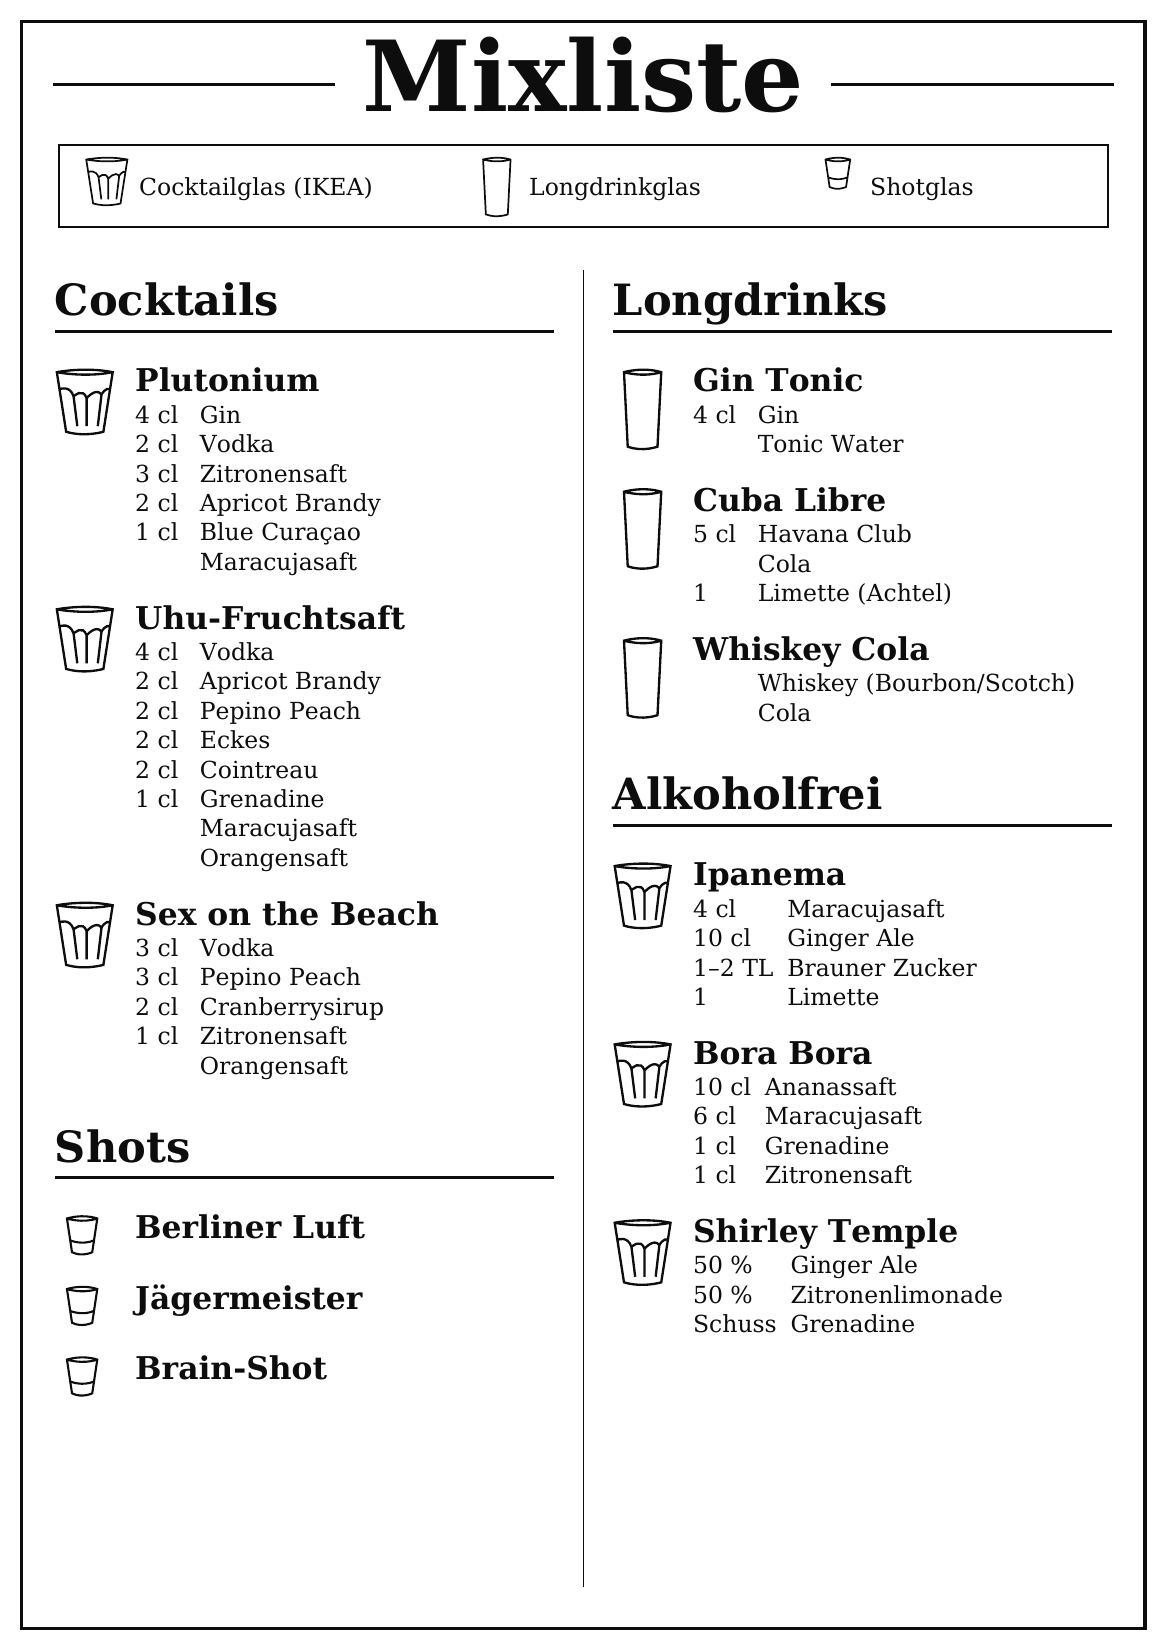 Mixliste
Cocktailglas (IKEA)
Longdrinkglas
Shotglas
Cocktails
Plutonium
4 cl Gin
2 cl Vodka
3 cl Zitronensaft
2 cl Apricot Brandy
1 cl Blue Curaçao
Maracujasaft
Uhu-Fruchtsaft
4 cl Vodka
2 cl Apricot Brandy
2 cl Pepino Peach
2 cl Eckes
2 cl Cointreau
1 cl Grenadine
Maracujasaft
Orangensaft
Sex on the Beach
3 cl Vodka
3 cl Pepino Peach
2 cl Cranberrysirup
1 cl Zitronensaft
Orangensaft
Shots
Berliner Luft
Jägermeister
Brain-Shot
Longdrinks
Gin Tonic
4 cl Gin
Tonic Water
Cuba Libre
5 cl Havana Club
Cola
1 Limette (Achtel)
Whiskey Cola
Whiskey (Bourbon/Scotch)
Cola
Alkoholfrei
Ipanema
4 cl Maracujasaft
10 cl Ginger Ale
1–2 TL Brauner Zucker
1 Limette
Bora Bora
10 cl Ananassaft
6 cl Maracujasaft
1 cl Grenadine
1 cl Zitronensaft
Shirley Temple
50 % Ginger Ale
50 % Zitronenlimonade
Schuss Grenadine